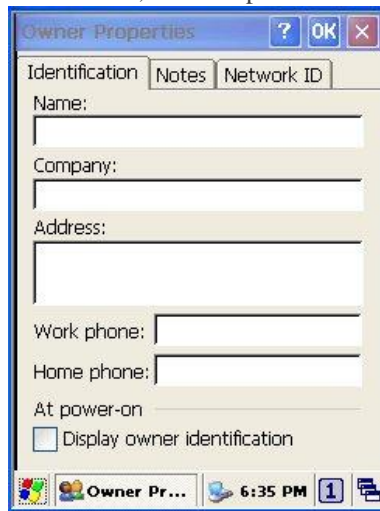 Owner Properties ? OK ×
Identification Notes Network ID
Name:
Company:
Address:
Work phone:
Home phone:
At power-on
Display owner identification
Owner Pr... 6:35 PM 1